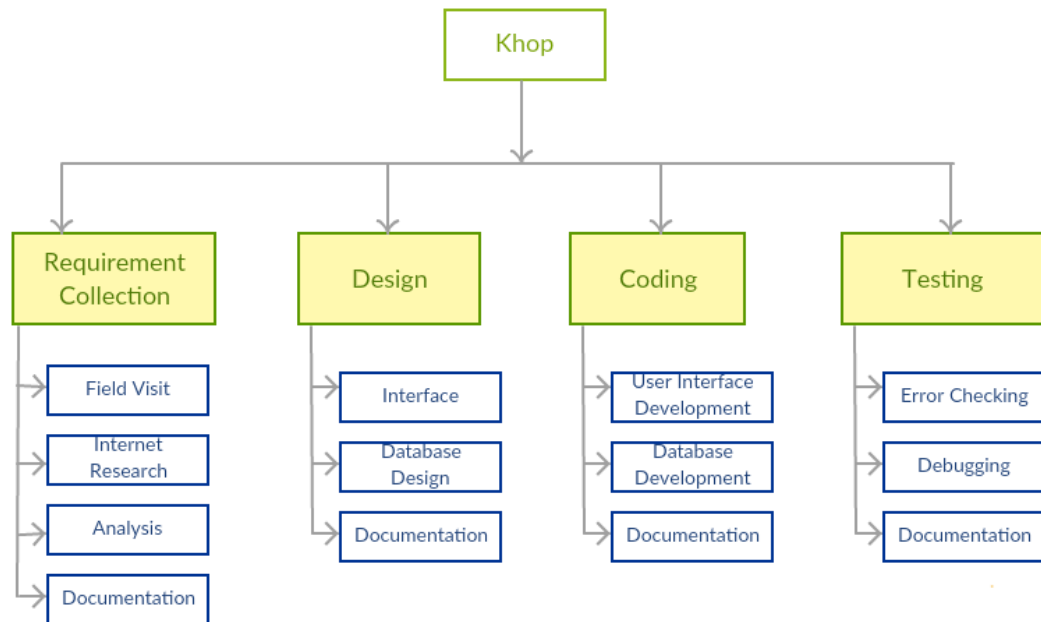 Khop
Requirement
Collection
Design
Coding
Testing
Field Visit
Internet
Research
Analysis
Documentation
Interface
Database
Design
Documentation
User Interface
Development
Database
Development
Documentation
Error Checking
Debugging
Documentation